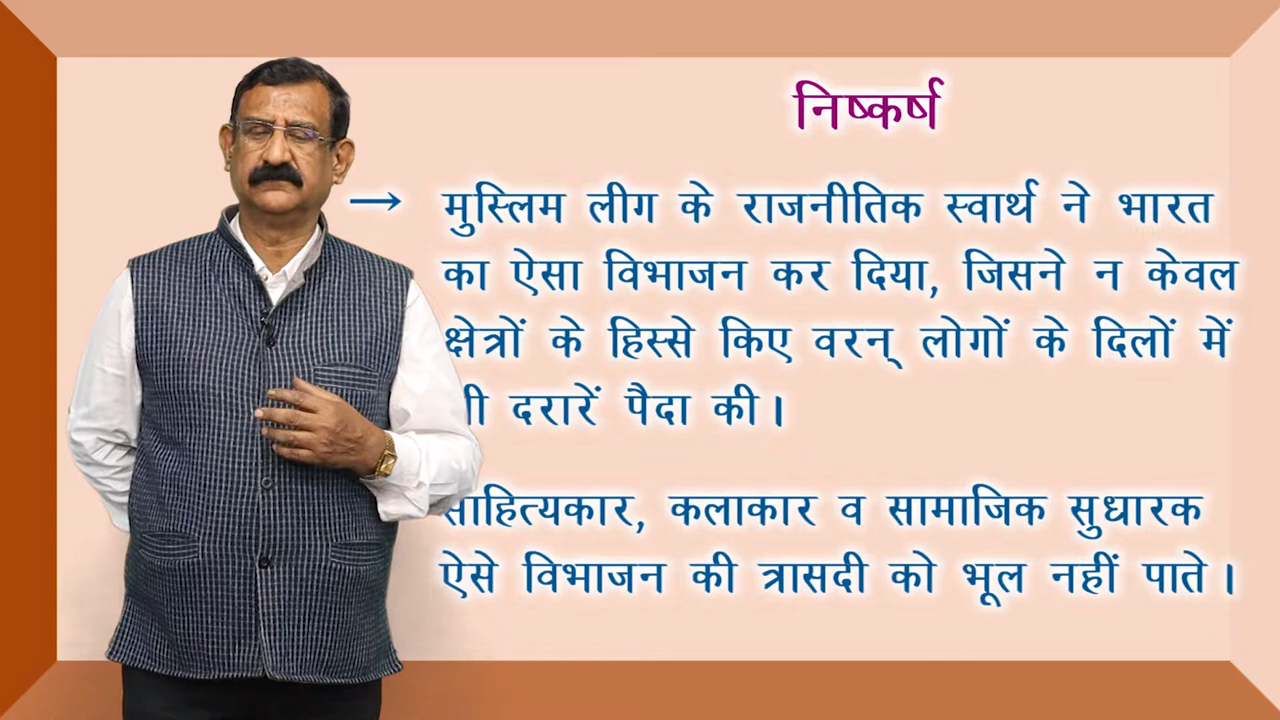 निष्कर्ष
→ मुस्लिम लीग के राजनीतिक स्वार्थ ने भारत
का ऐसा विभाजन कर दिया, जिसने न केवल
क्षेत्रों के हिस्से किए वरन् लोगों के दिलों में
दरारें पैदा की।
साहित्यकार, कलाकार व सामाजिक सुधारक
ऐसे विभाजन की त्रासदी को भूल नहीं पाते।